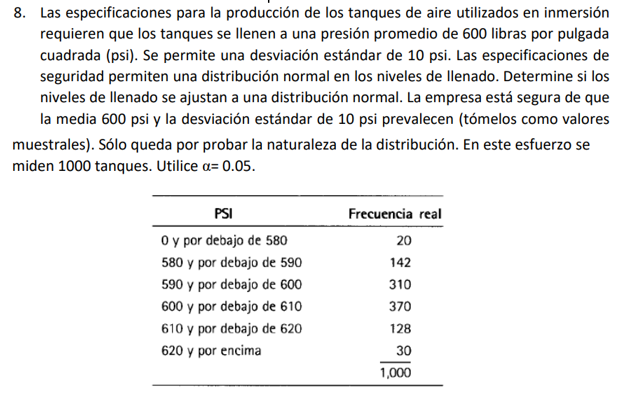 8. Las especificaciones para la producción de los tanques de aire utilizados en inmersión
requieren que los tanques se llenen a una presión promedio de 600 libras por pulgada
cuadrada (psi). Se permite una desviación estándar de 10 psi. Las especificaciones de
seguridad permiten una distribución normal en los niveles de llenado. Determine si los
niveles de llenado se ajustan a una distribución normal. La empresa está segura de que
la media 600 psi y la desviación estándar de 10 psi prevalecen (tómelos como valores
muestrales). Sólo queda por probar la naturaleza de la distribución. En este esfuerzo se
miden 1000 tanques. Utilice α= 0.05.
PSI Frecuencia real
0 y por debajo de 580 20
580 y por debajo de 590 142
590 y por debajo de 600 310
600 y por debajo de 610 370
610 y por debajo de 620 128
620 y por encima 30
1,000